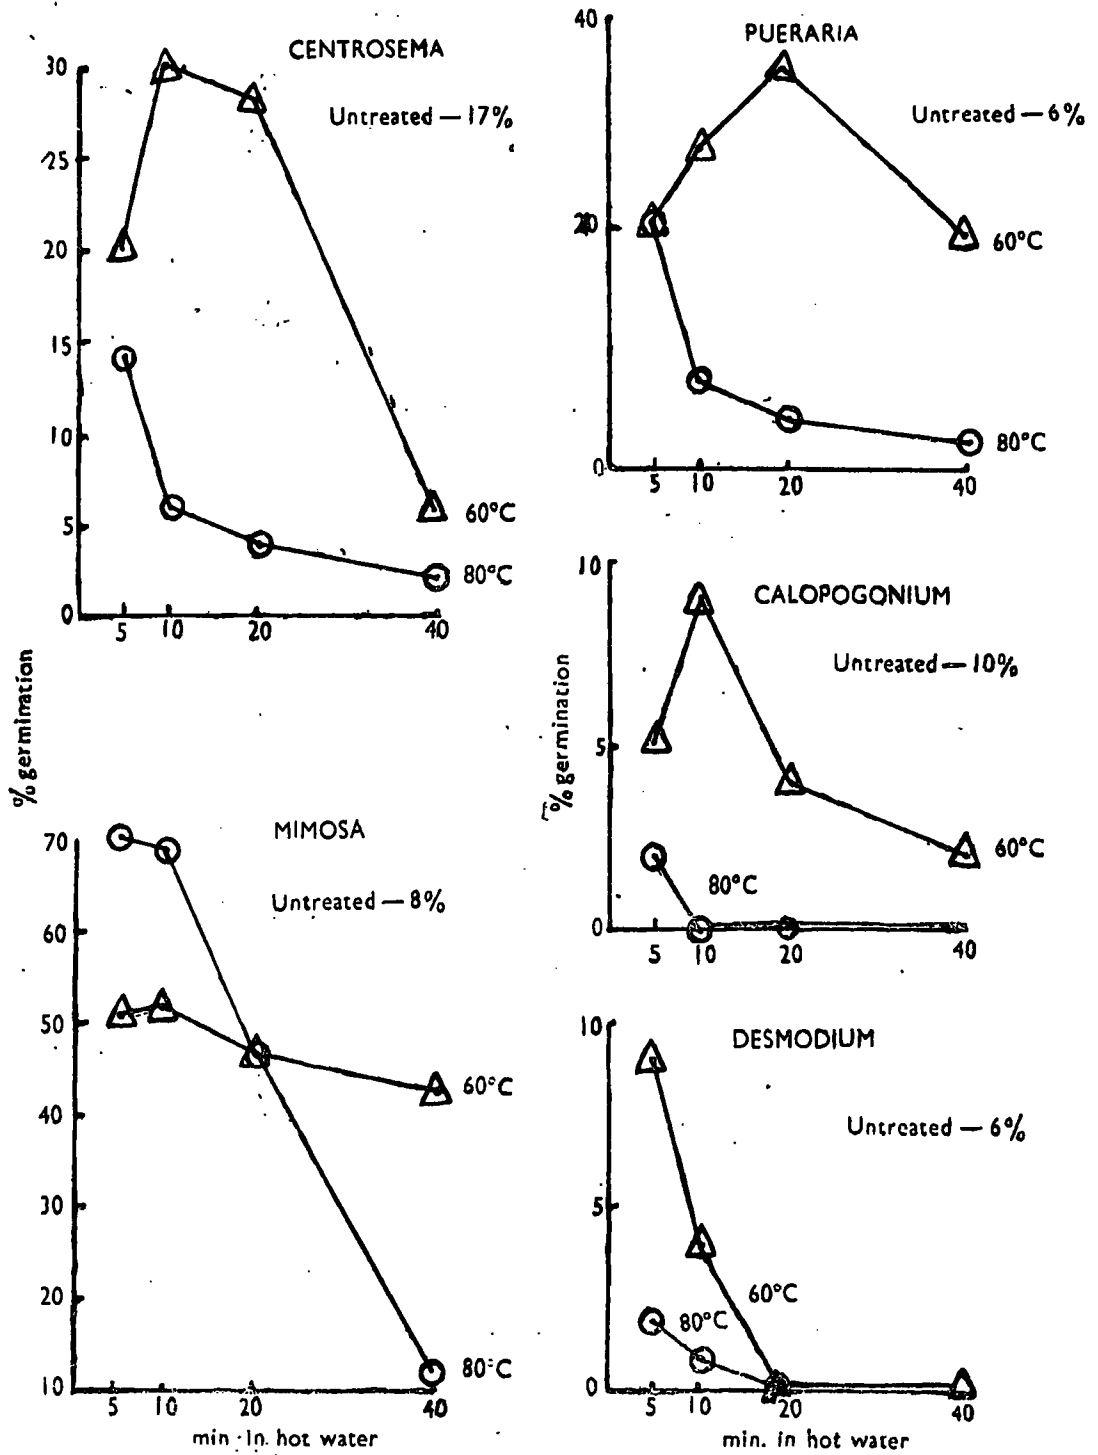 CENTROSEMA
Untreated — 17%
30
25
20
15
10
5
0
5 10 20 40
60°C
80°C
% germination
MIMOSA
Untreated — 8%
70
60
50
40
30
20
10
5 10 20 40
60°C
80°C
min. in hot water
PUERARIA
Untreated — 6%
40
20
0
5 10 20 40
60°C
80°C
% germination
CALOPOGONIUM
Untreated — 10%
10
5
0
5 10 20 40
60°C
80°C
DESMODIUM
Untreated — 6%
10
5
0
5 10 20 40
60°C
80°C
min. in hot water